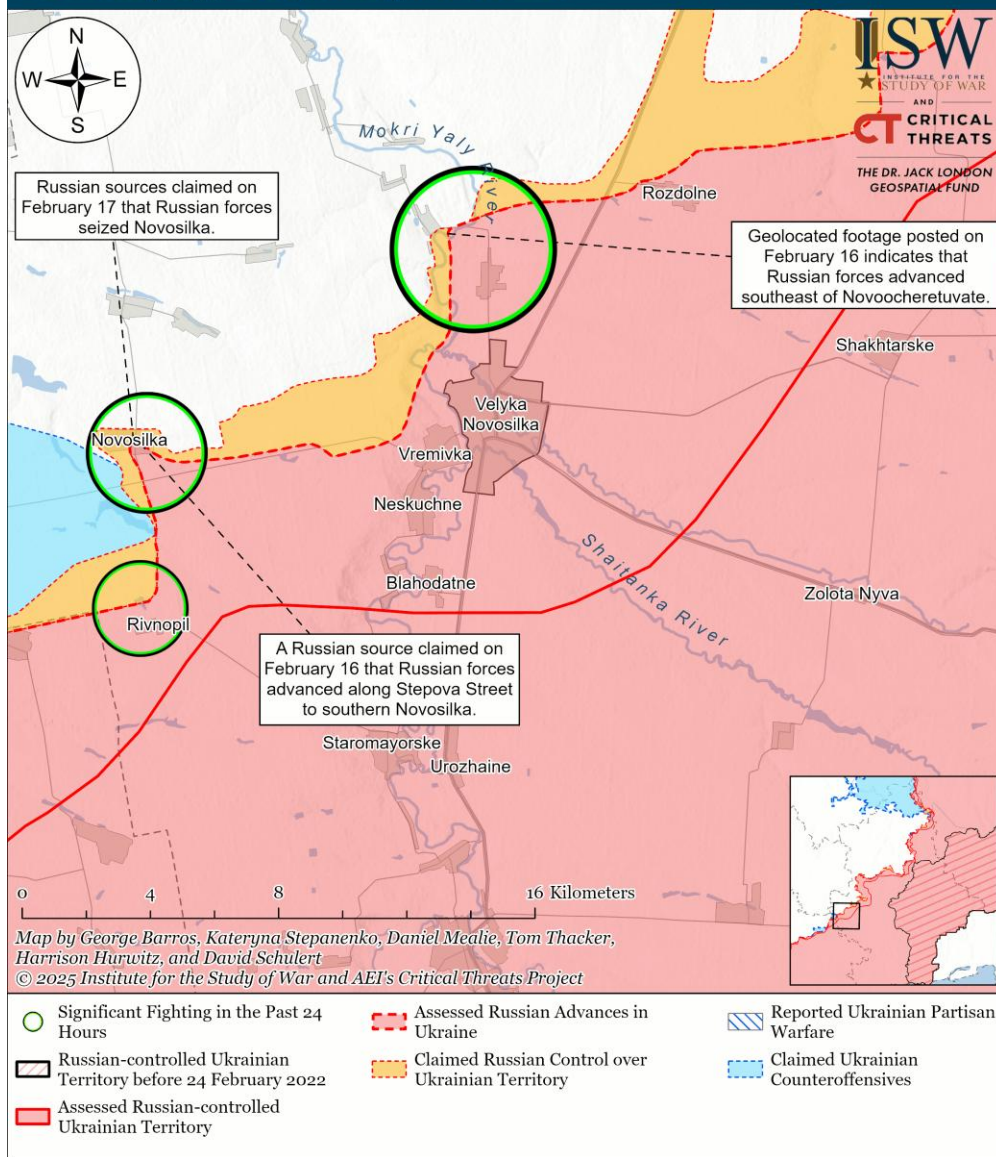 N
W E
S
ISW
INSTITUTE FOR THE
STUDY OF WAR
AND
CT CRITICAL
THREATS
THE DR. JACK LONDON
GEOSPATIAL FUND
Mokri Yaly River
Russian sources claimed on
February 17 that Russian forces
seized Novosilka.
Rozdolne
Geolocated footage posted on
February 16 indicates that
Russian forces advanced
southeast of Novoocheretuvate.
Shakhtarske
Velyka
Novosilka
Novosilka
Vremivka
Neskuchne
Shaitanka River
Blahodatne
Zolota Nyva
Rivnopil
A Russian source claimed on
February 16 that Russian forces
advanced along Stepova Street
to southern Novosilka.
Staromayorske
Urozhaine
0 4 8 16 Kilometers
Map by George Barros, Kateryna Stepanenko, Daniel Mealie, Tom Thacker,
Harrison Hurwitz, and David Schulert
© 2025 Institute for the Study of War and AEI's Critical Threats Project
Significant Fighting in the Past 24
Hours
Russian-controlled Ukrainian
Territory before 24 February 2022
Assessed Russian-controlled
Ukrainian Territory
Assessed Russian Advances in
Ukraine
Claimed Russian Control over
Ukrainian Territory
Reported Ukrainian Partisan
Warfare
Claimed Ukrainian
Counteroffensives